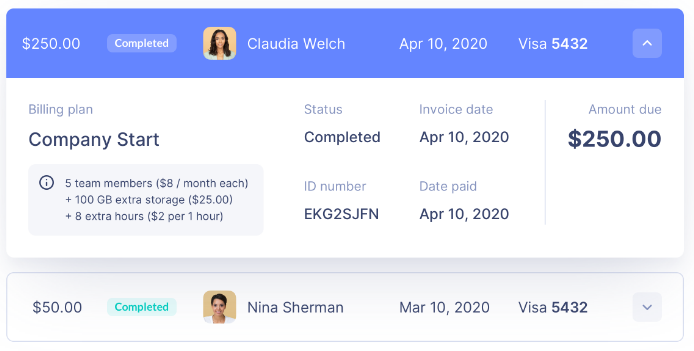 $250.00 Completed Claudia Welch Apr 10, 2020 Visa 5432
Billing plan Status Invoice date Amount due
Company Start Completed Apr 10, 2020 $250.00
5 team members ($8 / month each)
+ 100 GB extra storage ($25.00)
+ 8 extra hours ($2 per 1 hour)
ID number Date paid
EKG2SJFN Apr 10, 2020
$50.00 Completed Nina Sherman Mar 10, 2020 Visa 5432